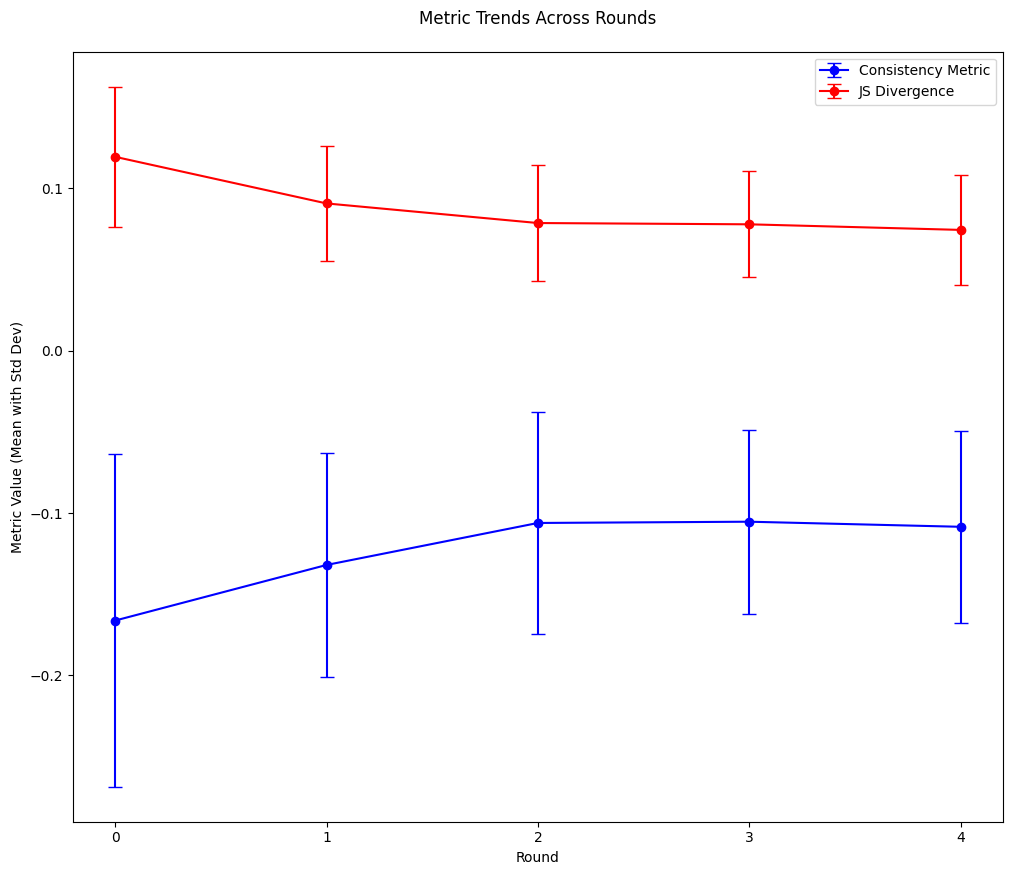 Metric Trends Across Rounds
Consistency Metric
JS Divergence
Metric Value (Mean with Std Dev)
0.1
0.0
−0.1
−0.2
0 1 2 3 4
Round